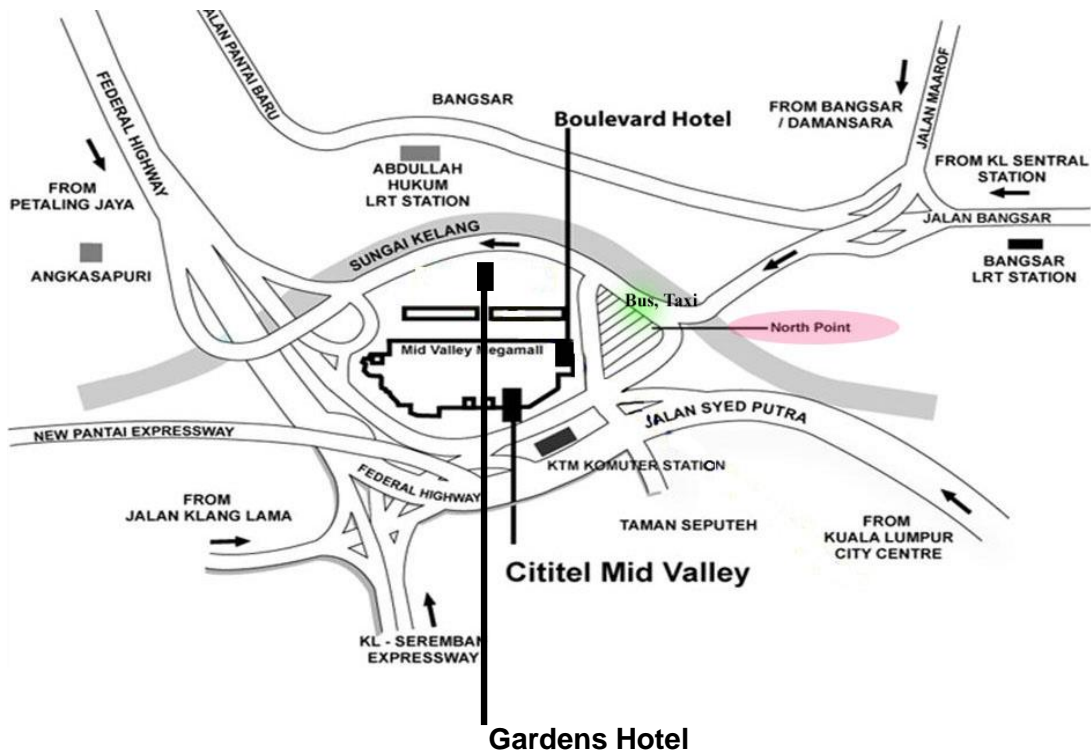 JALAN PANTAI BARU
FEDERAL HIGHWAY
BANGSAR
Boulevard Hotel
FROM BANGSAR
/ DAMANSARA
JALAN MAAROF
FROM
PETALING JAYA
ABDULLAH
HUKUM
LRT STATION
FROM KL SENTRAL
STATION
JALAN BANGSAR
ANGKASAPURI
SUNGAI KELANG
BANGSAR
LRT STATION
Bus, Taxi
North Point
Mid Valley Megamall
JALAN SYED PUTRA
NEW PANTAI EXPRESSWAY
FEDERAL HIGHWAY
KTM KOMUTER STATION
FROM
JALAN KLANG LAMA
TAMAN SEPUTEH
FROM
KUALA LUMPUR
CITY CENTRE
Cititel Mid Valley
KL - SEREMBAN
EXPRESSWAY
Gardens Hotel